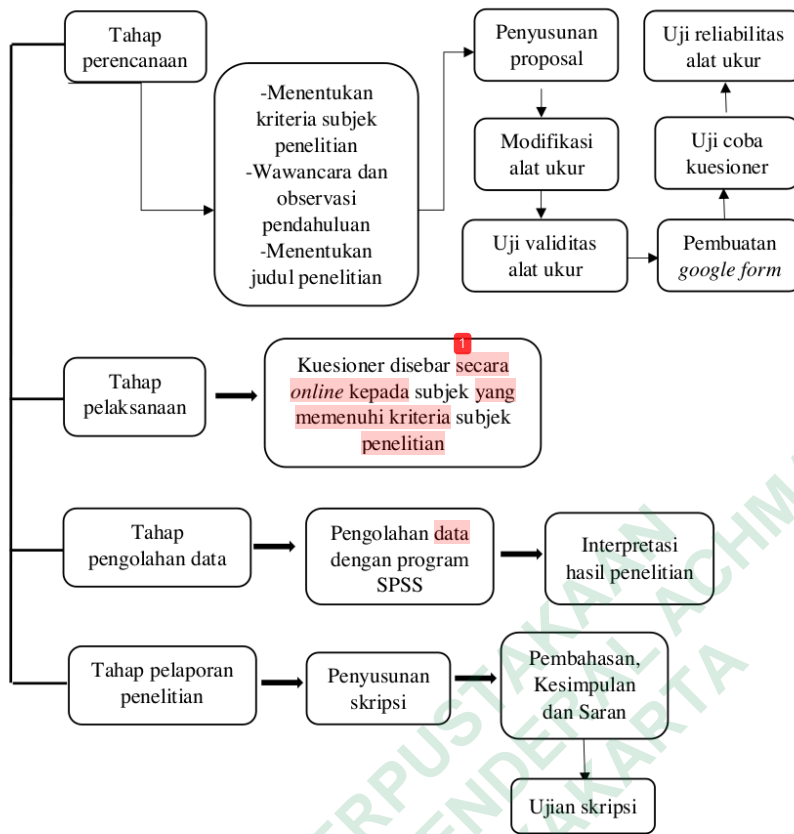 Tahap
perencanaan
-Menentukan
kriteria subjek
penelitian
-Wawancara dan
observasi
pendahuluan
-Menentukan
judul penelitian
Penyusunan
proposal
Modifikasi
alat ukur
Uji validitas
alat ukur
Pembuatan
google form
Uji coba
kuesioner
Uji reliabilitas
alat ukur
Tahap
pelaksanaan
1
Kuesioner disebar secara
online kepada subjek yang
memenuhi kriteria subjek
penelitian
Tahap
pengolahan data
Pengolahan data
dengan program
SPSS
Interpretasi
hasil penelitian
Tahap pelaporan
penelitian
Penyusunan
skripsi
Pembahasan,
Kesimpulan
dan Saran
Ujian skripsi